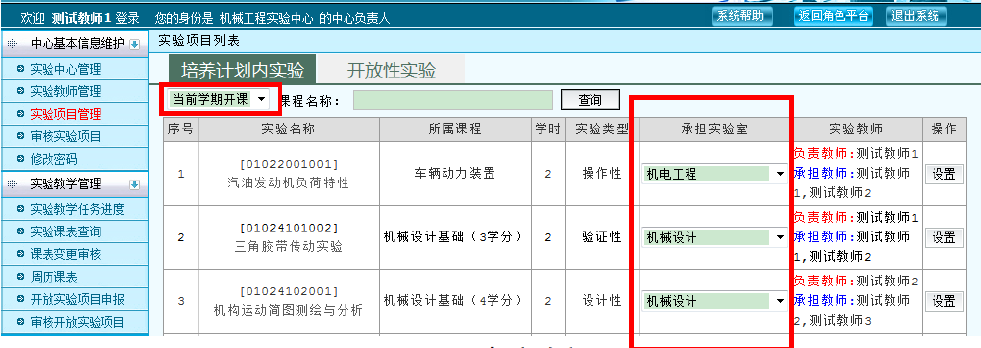 欢迎 测试教师1 登录 您的身份是 机械工程实验中心 的中心负责人 系统帮助 返回角色平台 退出系统
中心基本信息维护
实验中心管理
实验教师管理
实验项目管理
审核实验项目
修改密码
实验教学管理
实验教学任务进度
实验课表查询
课表变更审核
周历课表
开放实验项目申报
审核开放实验项目
实验项目列表
培养计划内实验 开放性实验
当前学期开课 课程名称： 查询
序号 实验名称 所属课程 学时 实验类型 承担实验室 实验教师 操作
1 [01022001001] 汽油发动机负荷特性 车辆动力装置 2 操作性 机电工程 负责教师:测试教师1 承担教师:测试教师1,测试教师2 设置
2 [01024101002] 三角胶带传动实验 机械设计基础（3学分） 2 验证性 机械设计 负责教师:测试教师1 承担教师:测试教师1,测试教师2 设置
3 [01024102001] 机构运动简图测绘与分析 机械设计基础（4学分） 2 设计性 机械设计 负责教师:测试教师2 承担教师:测试教师2,测试教师3 设置